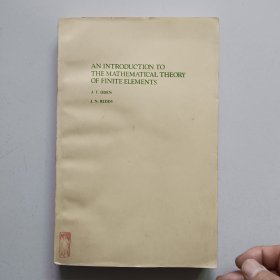 AN INTRODUCTION TO
THE MATHEMATICAL THEORY
OF FINITE ELEMENTS
J. T. ODEN
J. N. REDDY